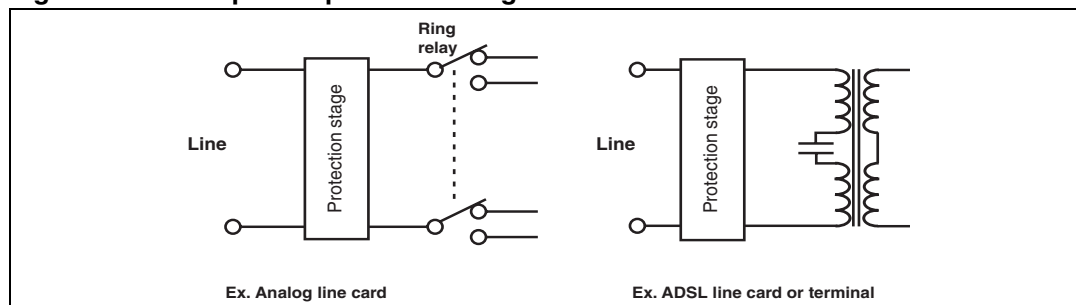 Ring
relay
Protection stage
Protection stage
Line
Line
Ex. Analog line card
Ex. ADSL line card or terminal